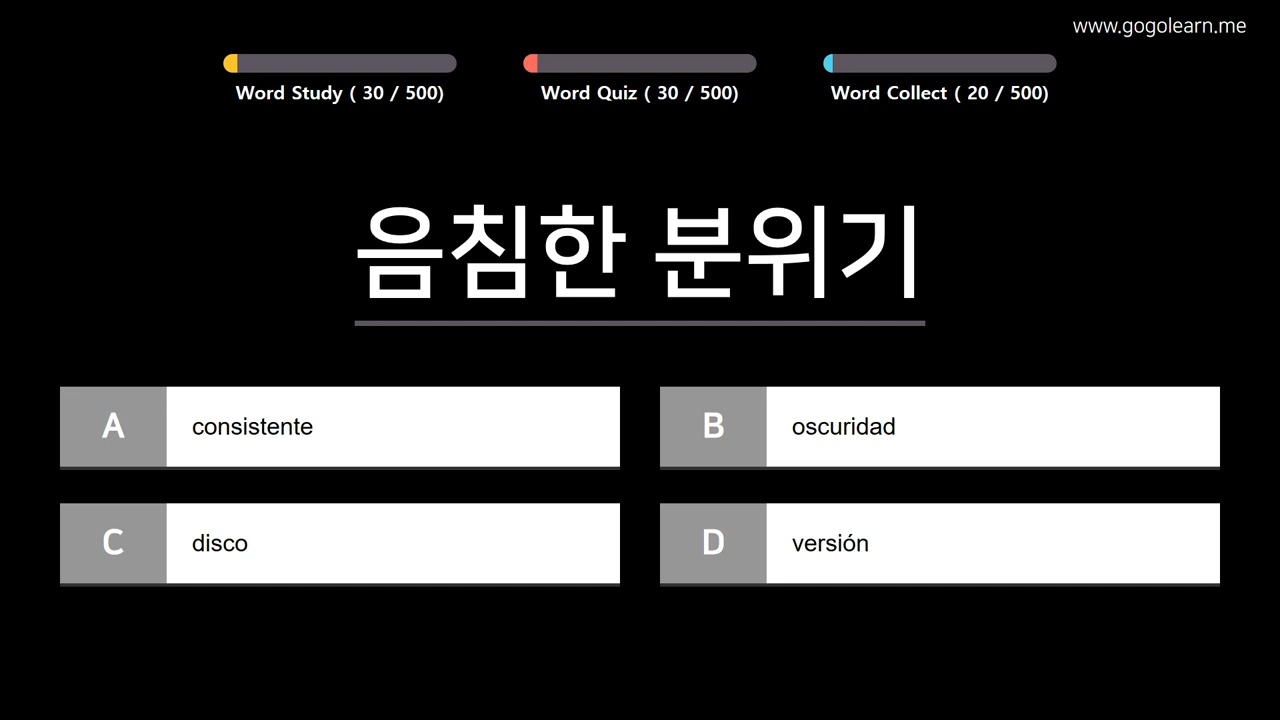 www.gogolearn.me
Word Study ( 30 / 500)
Word Quiz ( 30 / 500)
Word Collect ( 20 / 500)
음침한 분위기
A consistente
B oscuridad
C disco
D versión